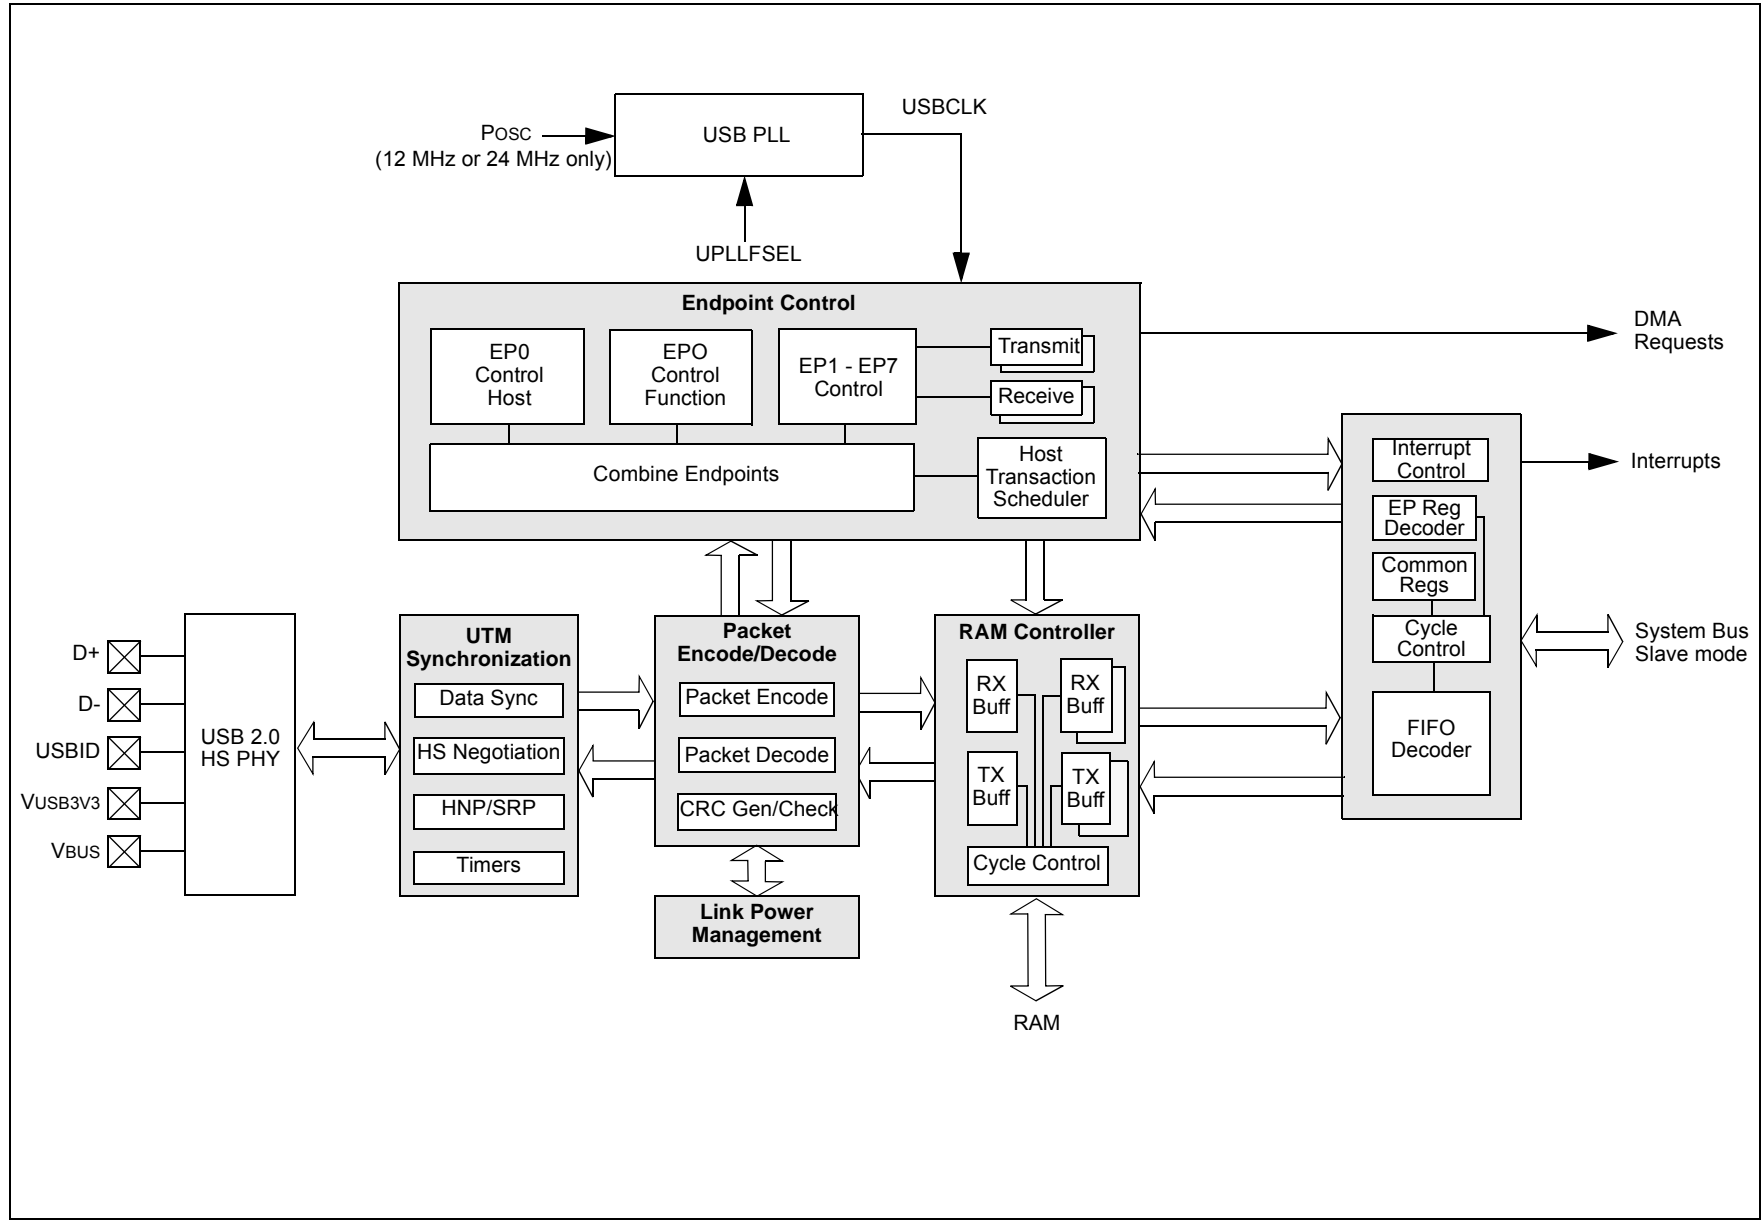 USBCLK
POSC
(12 MHz or 24 MHz only)
USB PLL
UPLLFSEL
Endpoint Control
EP0
Control
Host
EPO
Control
Function
EP1 - EP7
Control
Transmit
Receive
Combine Endpoints
Host
Transaction
Scheduler
DMA
Requests
Interrupt
Control
Interrupts
EP Reg
Decoder
Common
Regs
Cycle
Control
FIFO
Decoder
System Bus
Slave mode
D+
D-
USBID
VUSB3V3
VBUS
USB 2.0
HS PHY
UTM
Synchronization
Data Sync
HS Negotiation
HNP/SRP
Timers
Packet
Encode/Decode
Packet Encode
Packet Decode
CRC Gen/Check
Link Power
Management
RAM Controller
RX
Buff
RX
Buff
TX
Buff
TX
Buff
Cycle Control
RAM